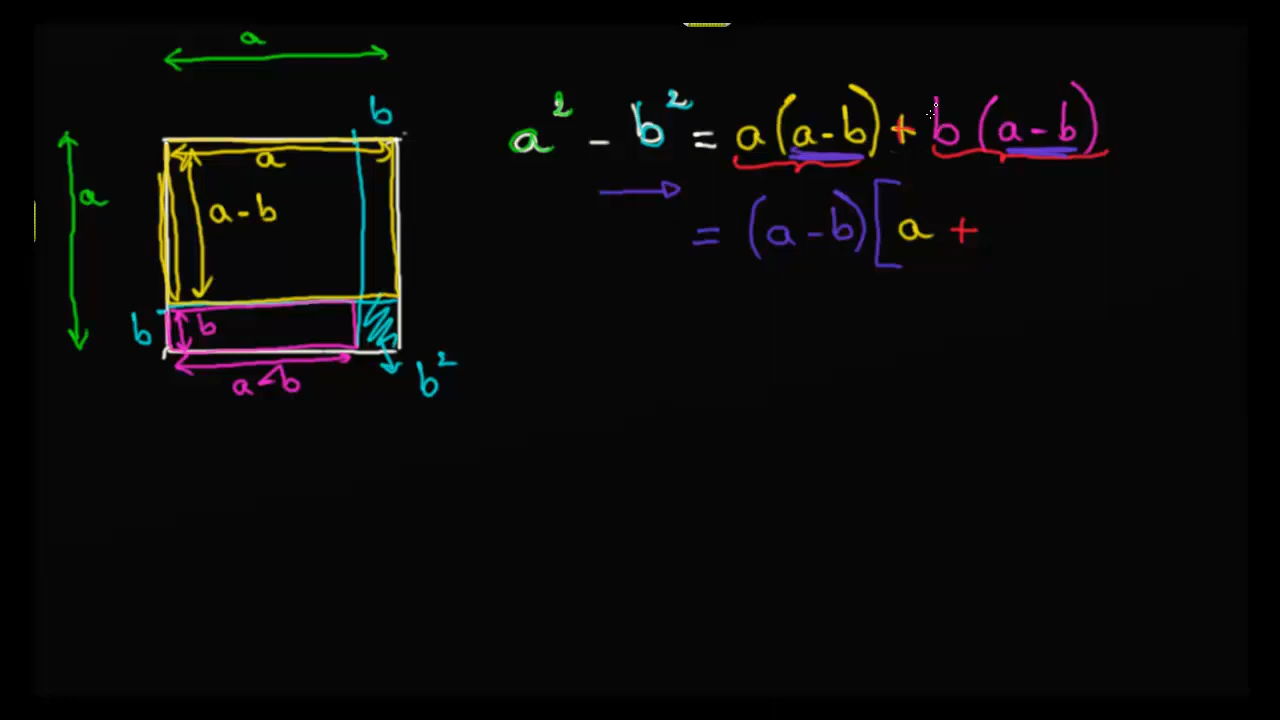 a
b
a² - b² = a(a-b) + b(a-b)
a
a
a-b
= (a-b)[a +
b
b
a<b
b²